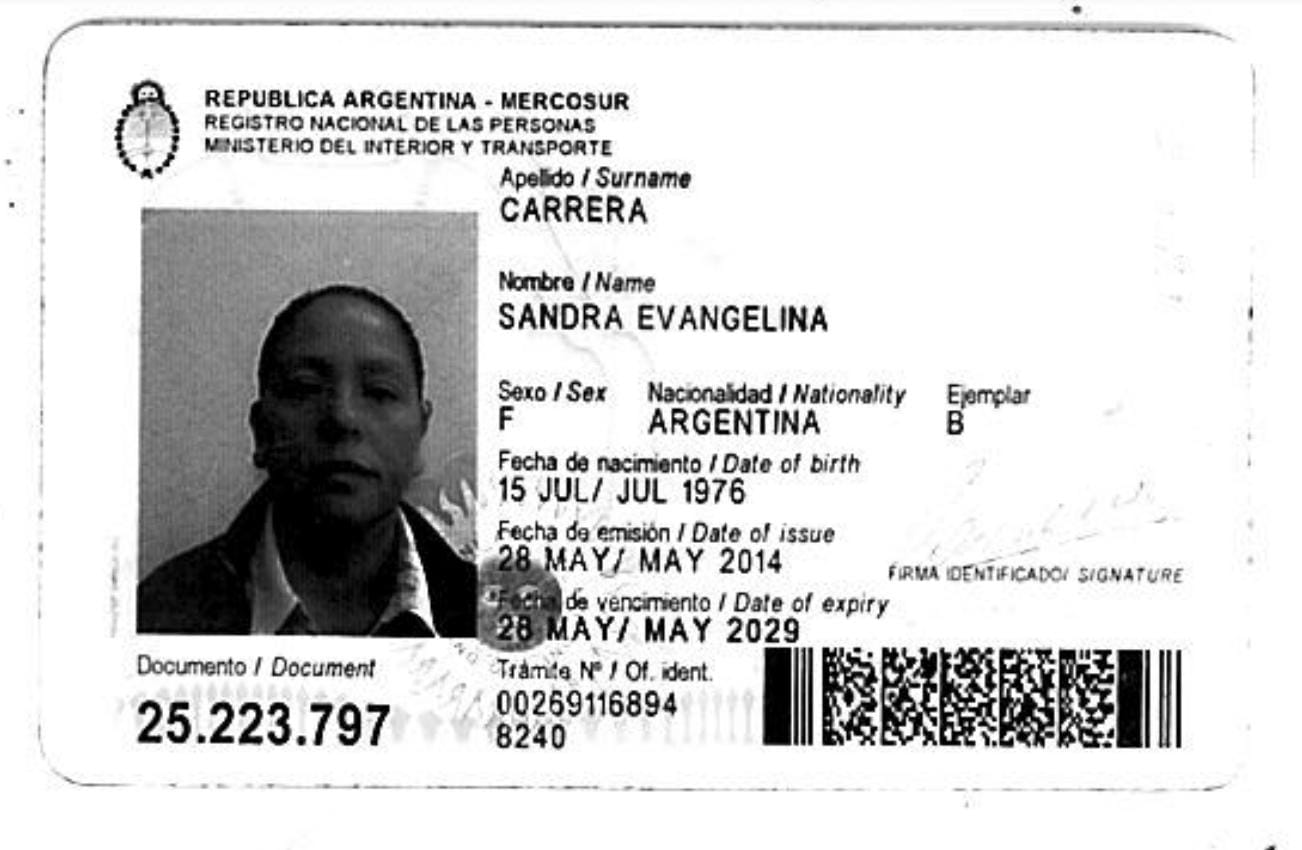 REPUBLICA ARGENTINA - MERCOSUR
REGISTRO NACIONAL DE LAS PERSONAS
MINISTERIO DEL INTERIOR Y TRANSPORTE
Apellido / Surname
CARRERA
Nombre / Name
SANDRA EVANGELINA
Sexo / Sex Nacionalidad / Nationality Ejemplar
F ARGENTINA B
Fecha de nacimiento / Date of birth
15 JUL/ JUL 1976
Fecha de emisión / Date of issue
28 MAY/ MAY 2014
FIRMA IDENTIFICADO/ SIGNATURE
Fecha de vencimiento / Date of expiry
28 MAY/ MAY 2029
Documento / Document
25.223.797
Trámite Nº / Of. ident.
00269116894
8240